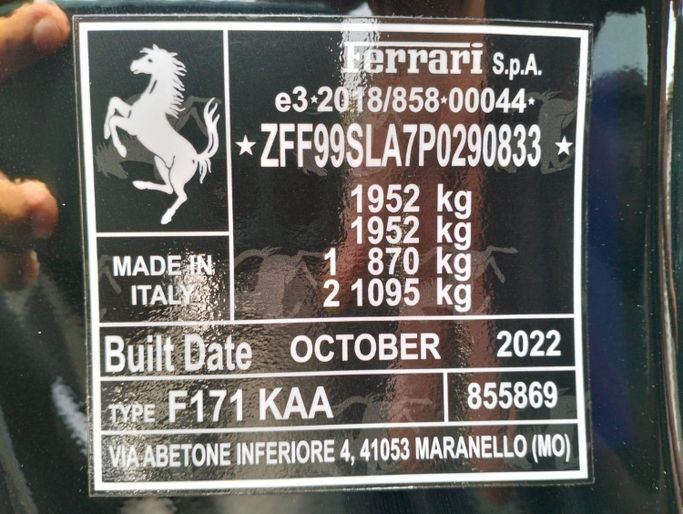 Ferrari S.p.A.
e3*2018/858*00044*
★ZFF99SLA7P0290833★
1952 kg
1952 kg
1 870 kg
2 1095 kg
MADE IN
ITALY
Built Date OCTOBER 2022
TYPE F171 KAA 855869
VIA ABETONE INFERIORE 4, 41053 MARANELLO (MO)